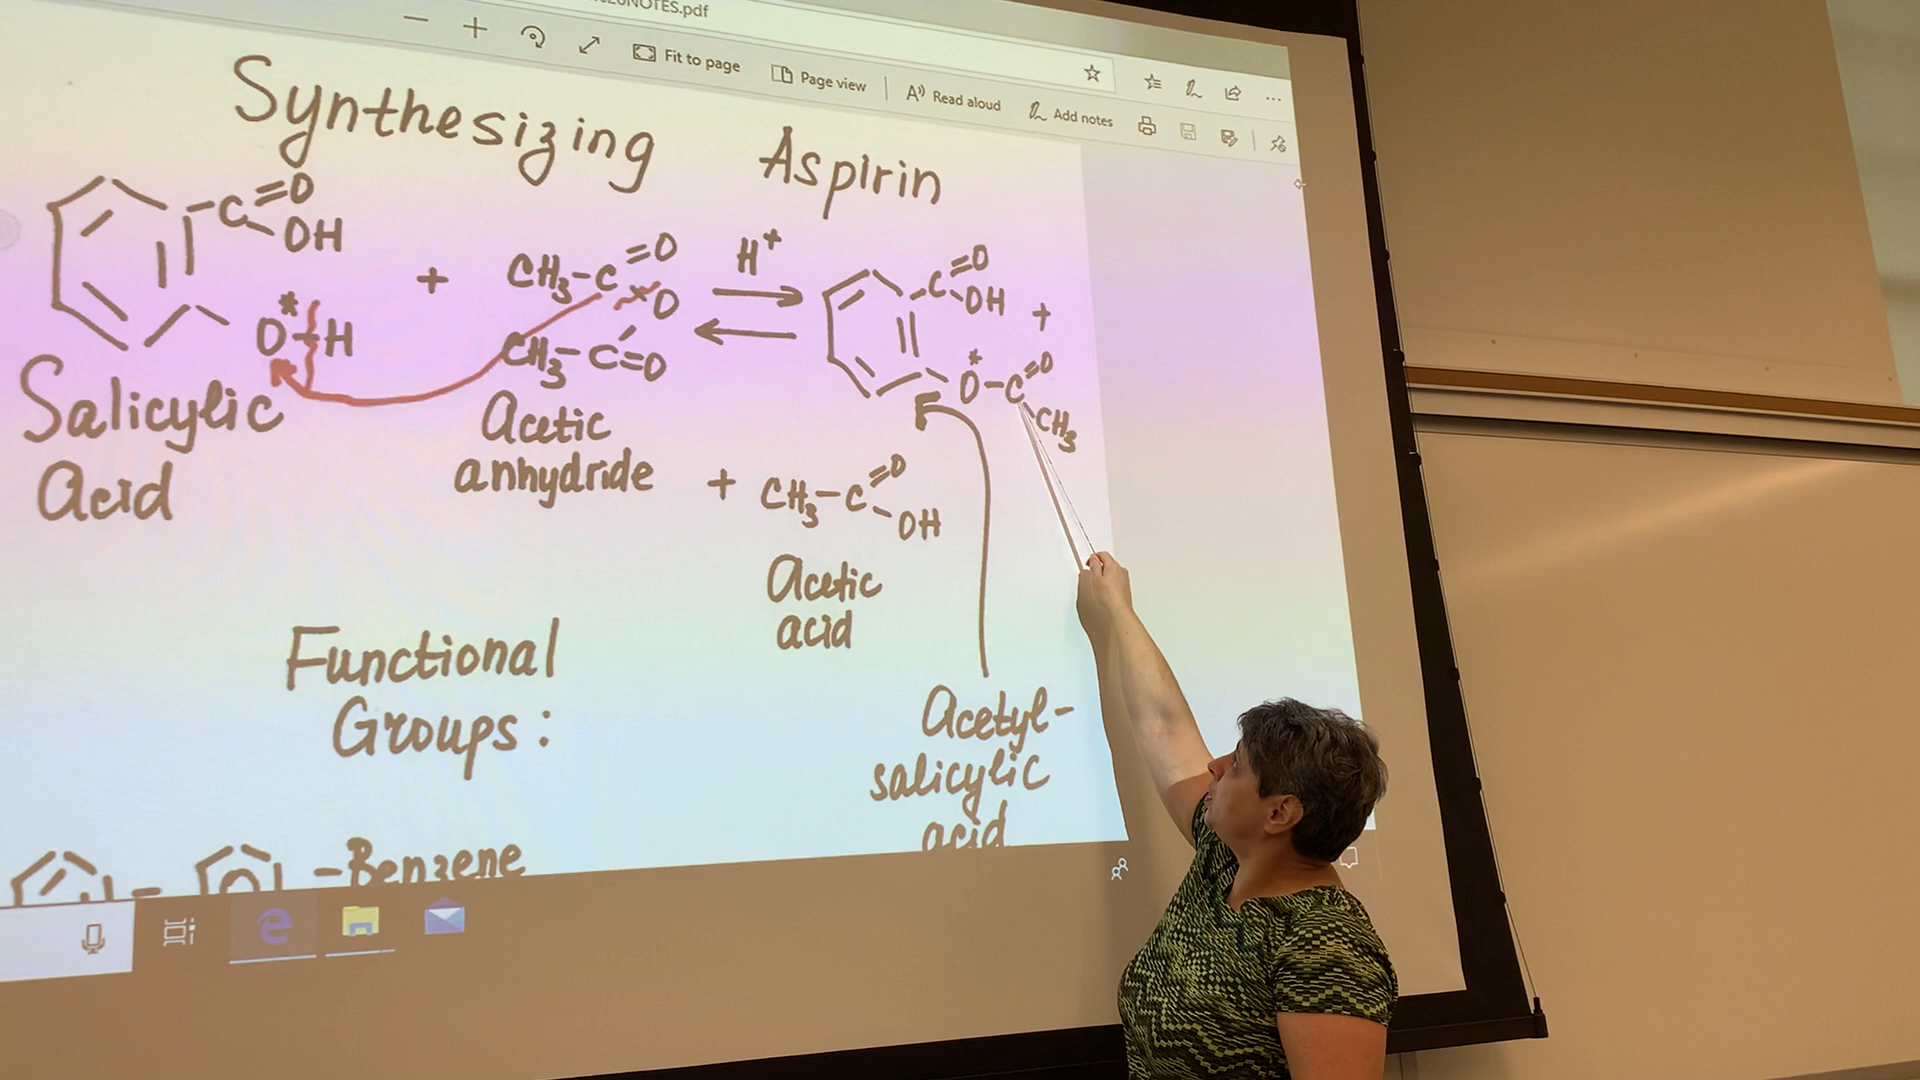 NOTES.pdf
Fit to page
Page view
Read aloud
Add notes
Synthesizing Aspirin
C=O
OH
O*-H
+
CH3-C=O
O
CH3-C=O
H+
C=O
OH
+
O*-C=O
CH3
Salicylic
Acid
Acetic
anhydride
+ CH3-C=O
OH
Acetic
acid
Functional
Groups:
Acetyl-
salicylic
acid
- Benzene